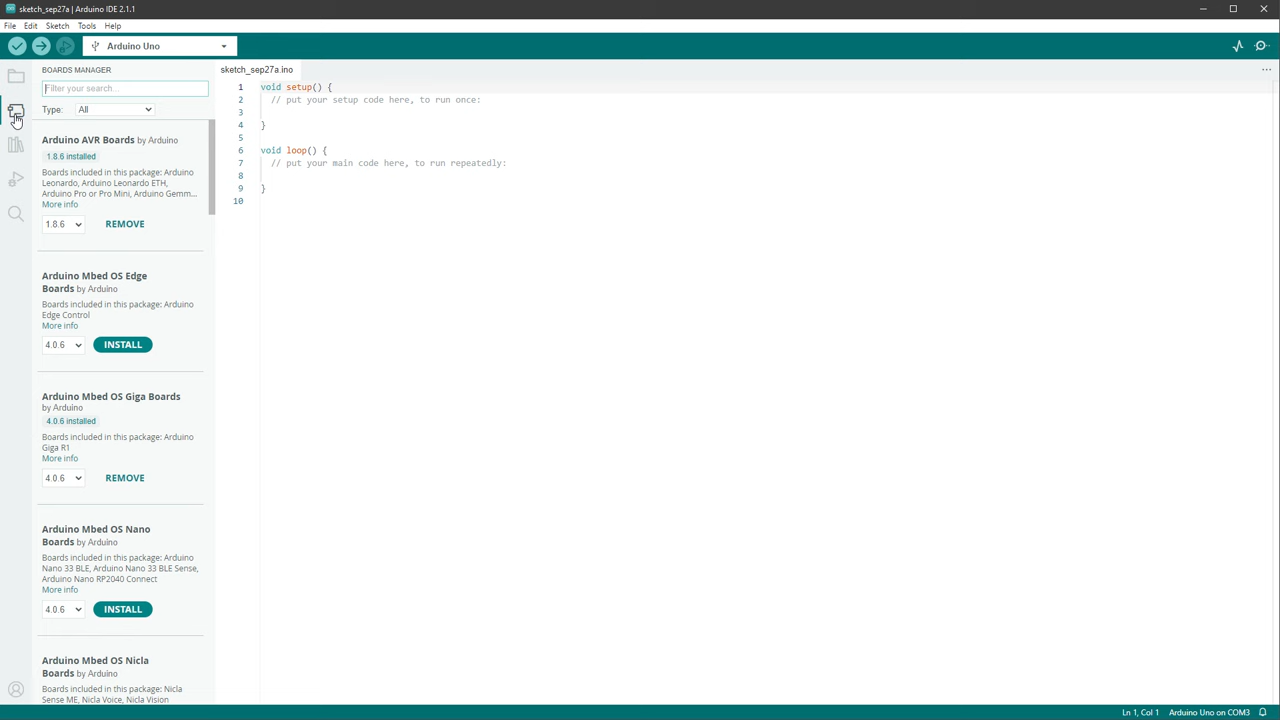 sketch_sep27a | Arduino IDE 2.1.1
File Edit Sketch Tools Help
Arduino Uno
BOARDS MANAGER
Filter your search...
Type: All
Arduino AVR Boards by Arduino
1.8.6 installed
Boards included in this package: Arduino
Leonardo, Arduino Leonardo ETH,
Arduino Pro or Pro Mini, Arduino Gemm...
More info
1.8.6 REMOVE
Arduino Mbed OS Edge
Boards by Arduino
Boards included in this package: Arduino
Edge Control
More info
4.0.6 INSTALL
Arduino Mbed OS Giga Boards
by Arduino
4.0.6 installed
Boards included in this package: Arduino
Giga R1
More info
4.0.6 REMOVE
Arduino Mbed OS Nano
Boards by Arduino
Boards included in this package: Arduino
Nano 33 BLE, Arduino Nano 33 BLE Sense,
Arduino Nano RP2040 Connect
More info
4.0.6 INSTALL
Arduino Mbed OS Nicla
Boards by Arduino
Boards included in this package: Nicla
Sense ME, Nicla Voice, Nicla Vision
sketch_sep27a.ino
1 void setup() {
2 // put your setup code here, to run once:
3
4 }
5
6 void loop() {
7 // put your main code here, to run repeatedly:
8
9 }
10
Ln 1, Col 1 Arduino Uno on COM3